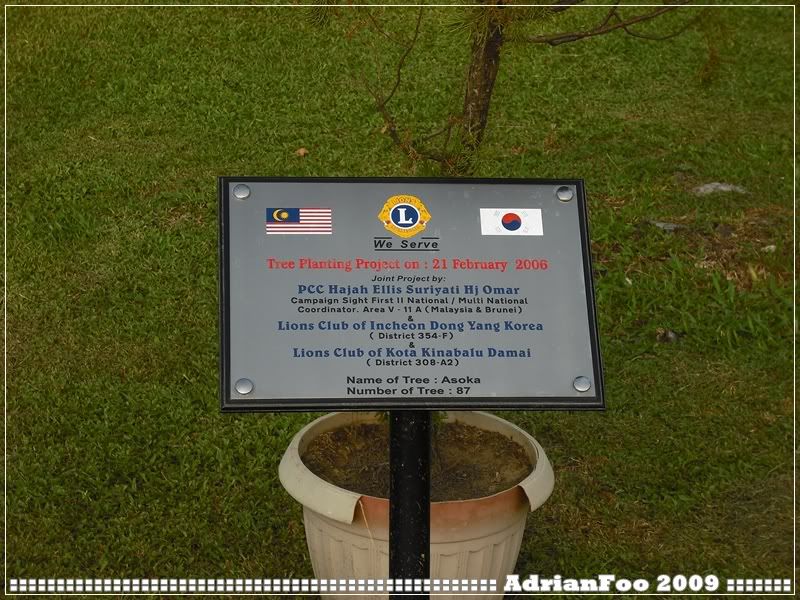 LIONS
L
We Serve
Tree Planting Project on : 21 February 2006
Joint Project by:
PCC Hajah Ellis Suriyati Hj Omar
Campaign Sight First II National / Multi National
Coordinator. Area V - 11 A ( Malaysia & Brunei )
&
Lions Club of Incheon Dong Yang Korea
( District 354-F )
&
Lions Club of Kota Kinabalu Damai
( District 308-A2 )
Name of Tree : Asoka
Number of Tree : 87
AdrianFoo 2009